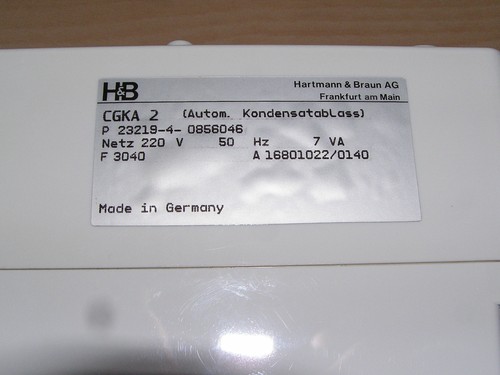 H&B
Hartmann & Braun AG
Frankfurt am Main
CGKA 2 (Autom. Kondensatablass)
P 23219-4- 0856046
Netz 220 V 50 Hz 7 VA
F 3040 A 16801022/0140
Made in Germany